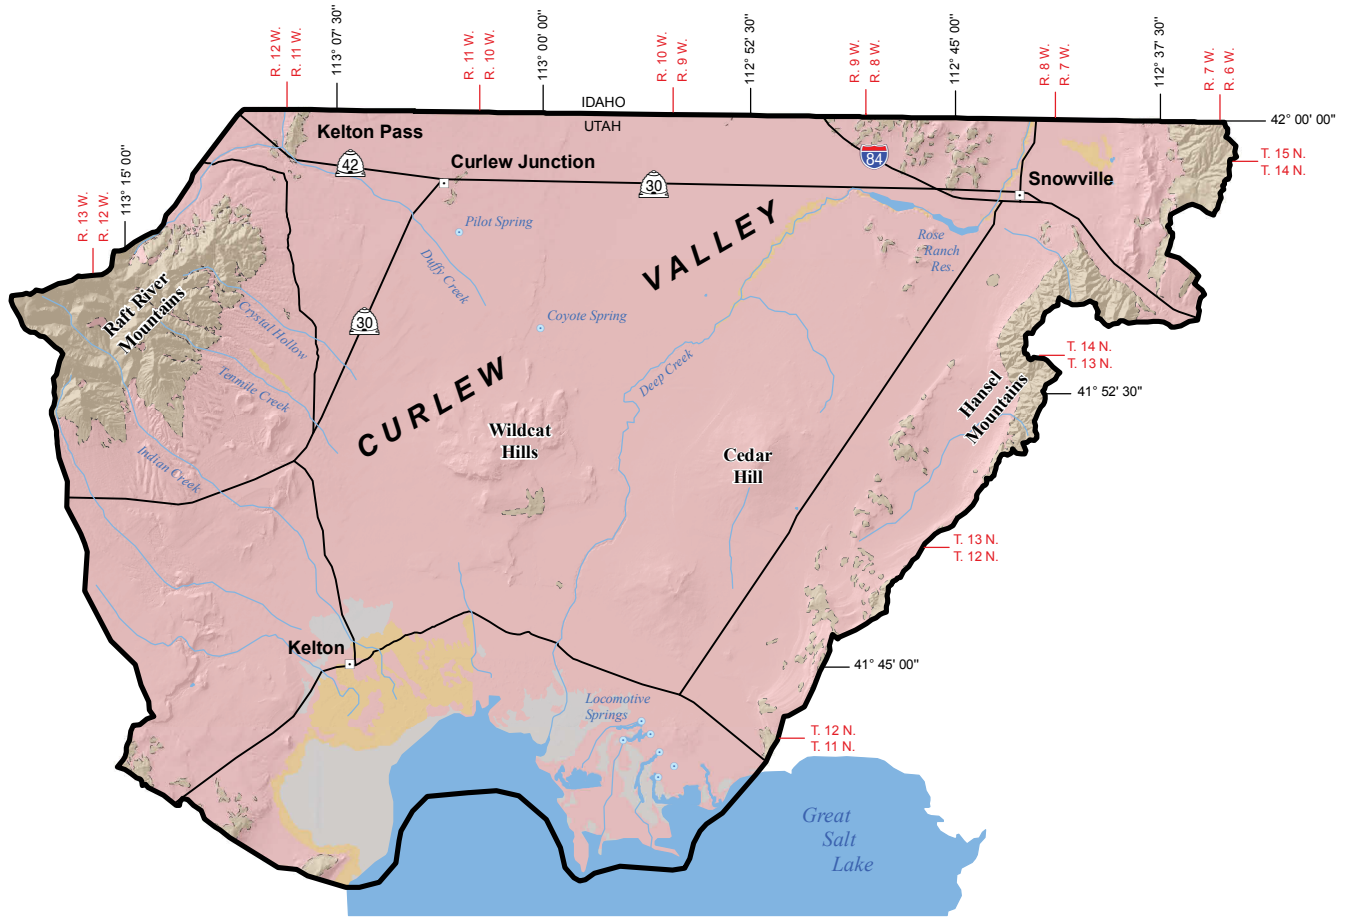 R. 12 W.
R. 11 W.
113° 07' 30"
R. 11 W.
R. 10 W.
113° 00' 00"
R. 10 W.
R. 9 W.
112° 52' 30"
R. 9 W.
R. 8 W.
112° 45' 00"
R. 8 W.
R. 7 W.
112° 37' 30"
R. 7 W.
R. 6 W.
IDAHO
UTAH
42° 00' 00"
Kelton Pass
42
Curlew Junction
84
T. 15 N.
T. 14 N.
30
Snowville
R. 13 W.
R. 12 W.
113° 15' 00"
Pilot Spring
VALLEY
Rose
Ranch
Res.
Duffy Creek
Raft River
Mountains
Crystal Hollow
30
Coyote Spring
T. 14 N.
T. 13 N.
Tenmile Creek
Deep Creek
Hansel
Mountains
41° 52' 30"
CURLEW
Wildcat
Hills
Cedar
Hill
Indian Creek
T. 13 N.
T. 12 N.
Kelton
41° 45' 00"
Locomotive
Springs
T. 12 N.
T. 11 N.
Great
Salt
Lake